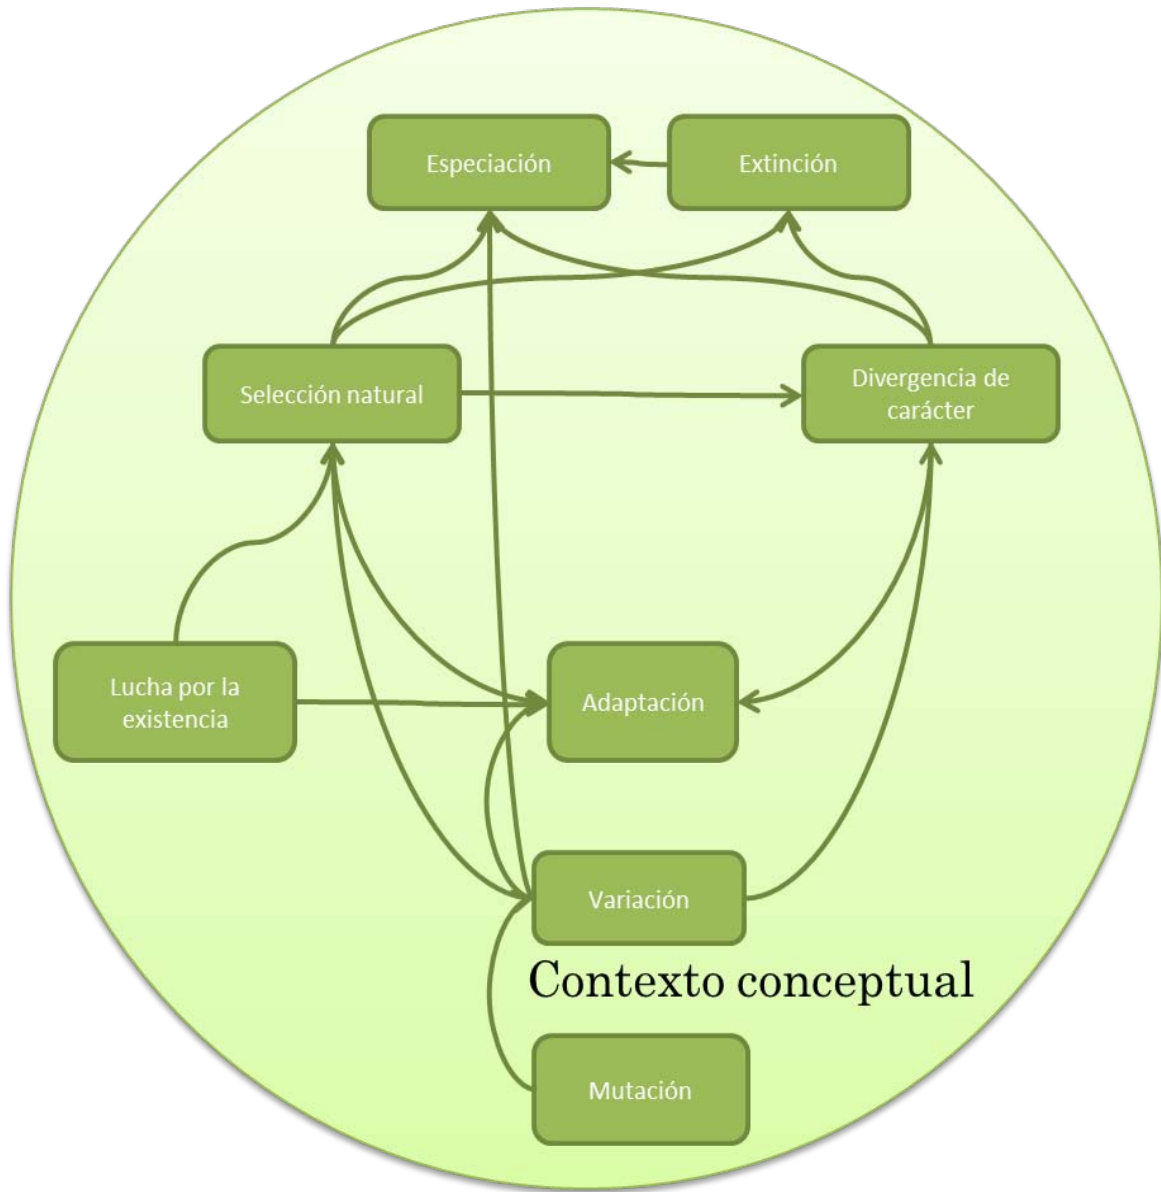 Especiación
Extinción
Selección natural
Divergencia de
carácter
Lucha por la
existencia
Adaptación
Variación
Contexto conceptual
Mutación